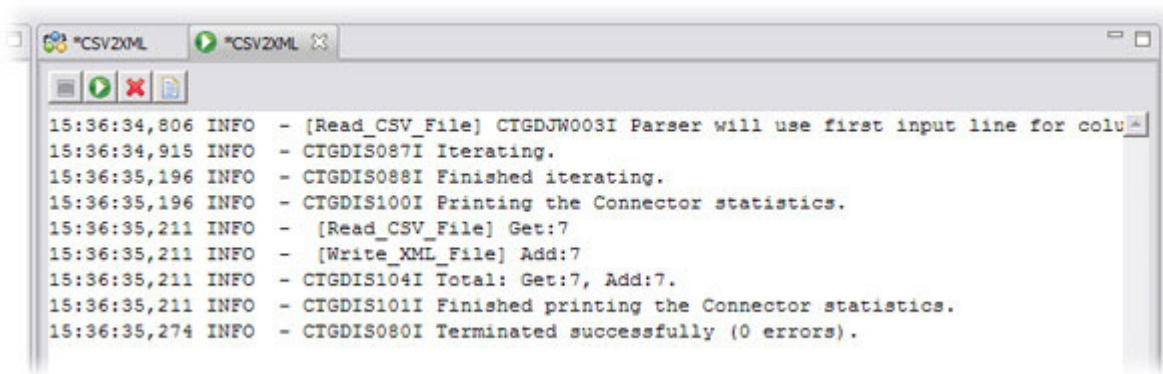 *CSV2XML *CSV2XML
15:36:34,806 INFO - [Read_CSV_File] CTGDJW003I Parser will use first input line for colu
15:36:34,915 INFO - CTGDIS087I Iterating.
15:36:35,196 INFO - CTGDIS088I Finished iterating.
15:36:35,196 INFO - CTGDIS100I Printing the Connector statistics.
15:36:35,211 INFO - [Read_CSV_File] Get:7
15:36:35,211 INFO - [Write_XML_File] Add:7
15:36:35,211 INFO - CTGDIS104I Total: Get:7, Add:7.
15:36:35,211 INFO - CTGDIS101I Finished printing the Connector statistics.
15:36:35,274 INFO - CTGDIS080I Terminated successfully (0 errors).